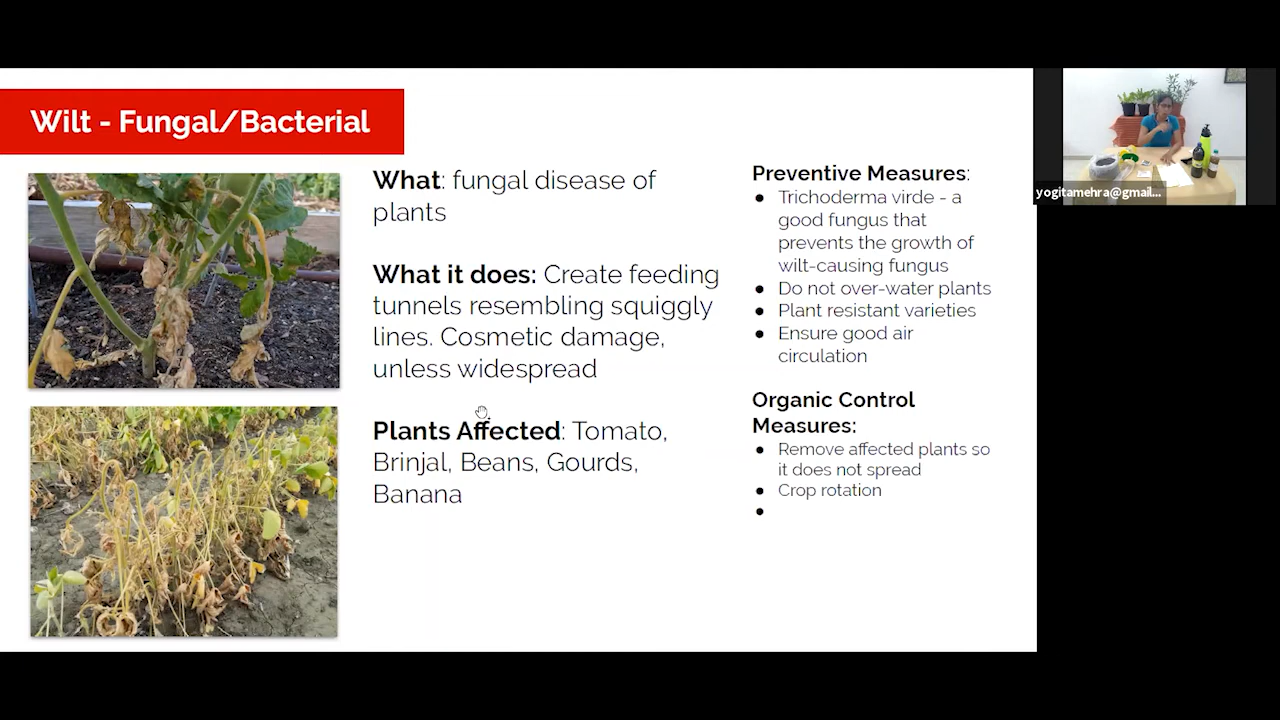 Wilt - Fungal/Bacterial
What: fungal disease of
plants
What it does: Create feeding
tunnels resembling squiggly
lines. Cosmetic damage,
unless widespread
Plants Affected: Tomato,
Brinjal, Beans, Gourds,
Banana
Preventive Measures:
● Trichoderma virde - a
good fungus that
prevents the growth of
wilt-causing fungus
● Do not over-water plants
● Plant resistant varieties
● Ensure good air
circulation
Organic Control
Measures:
● Remove affected plants so
it does not spread
● Crop rotation
●
yogitamehra@gmail...